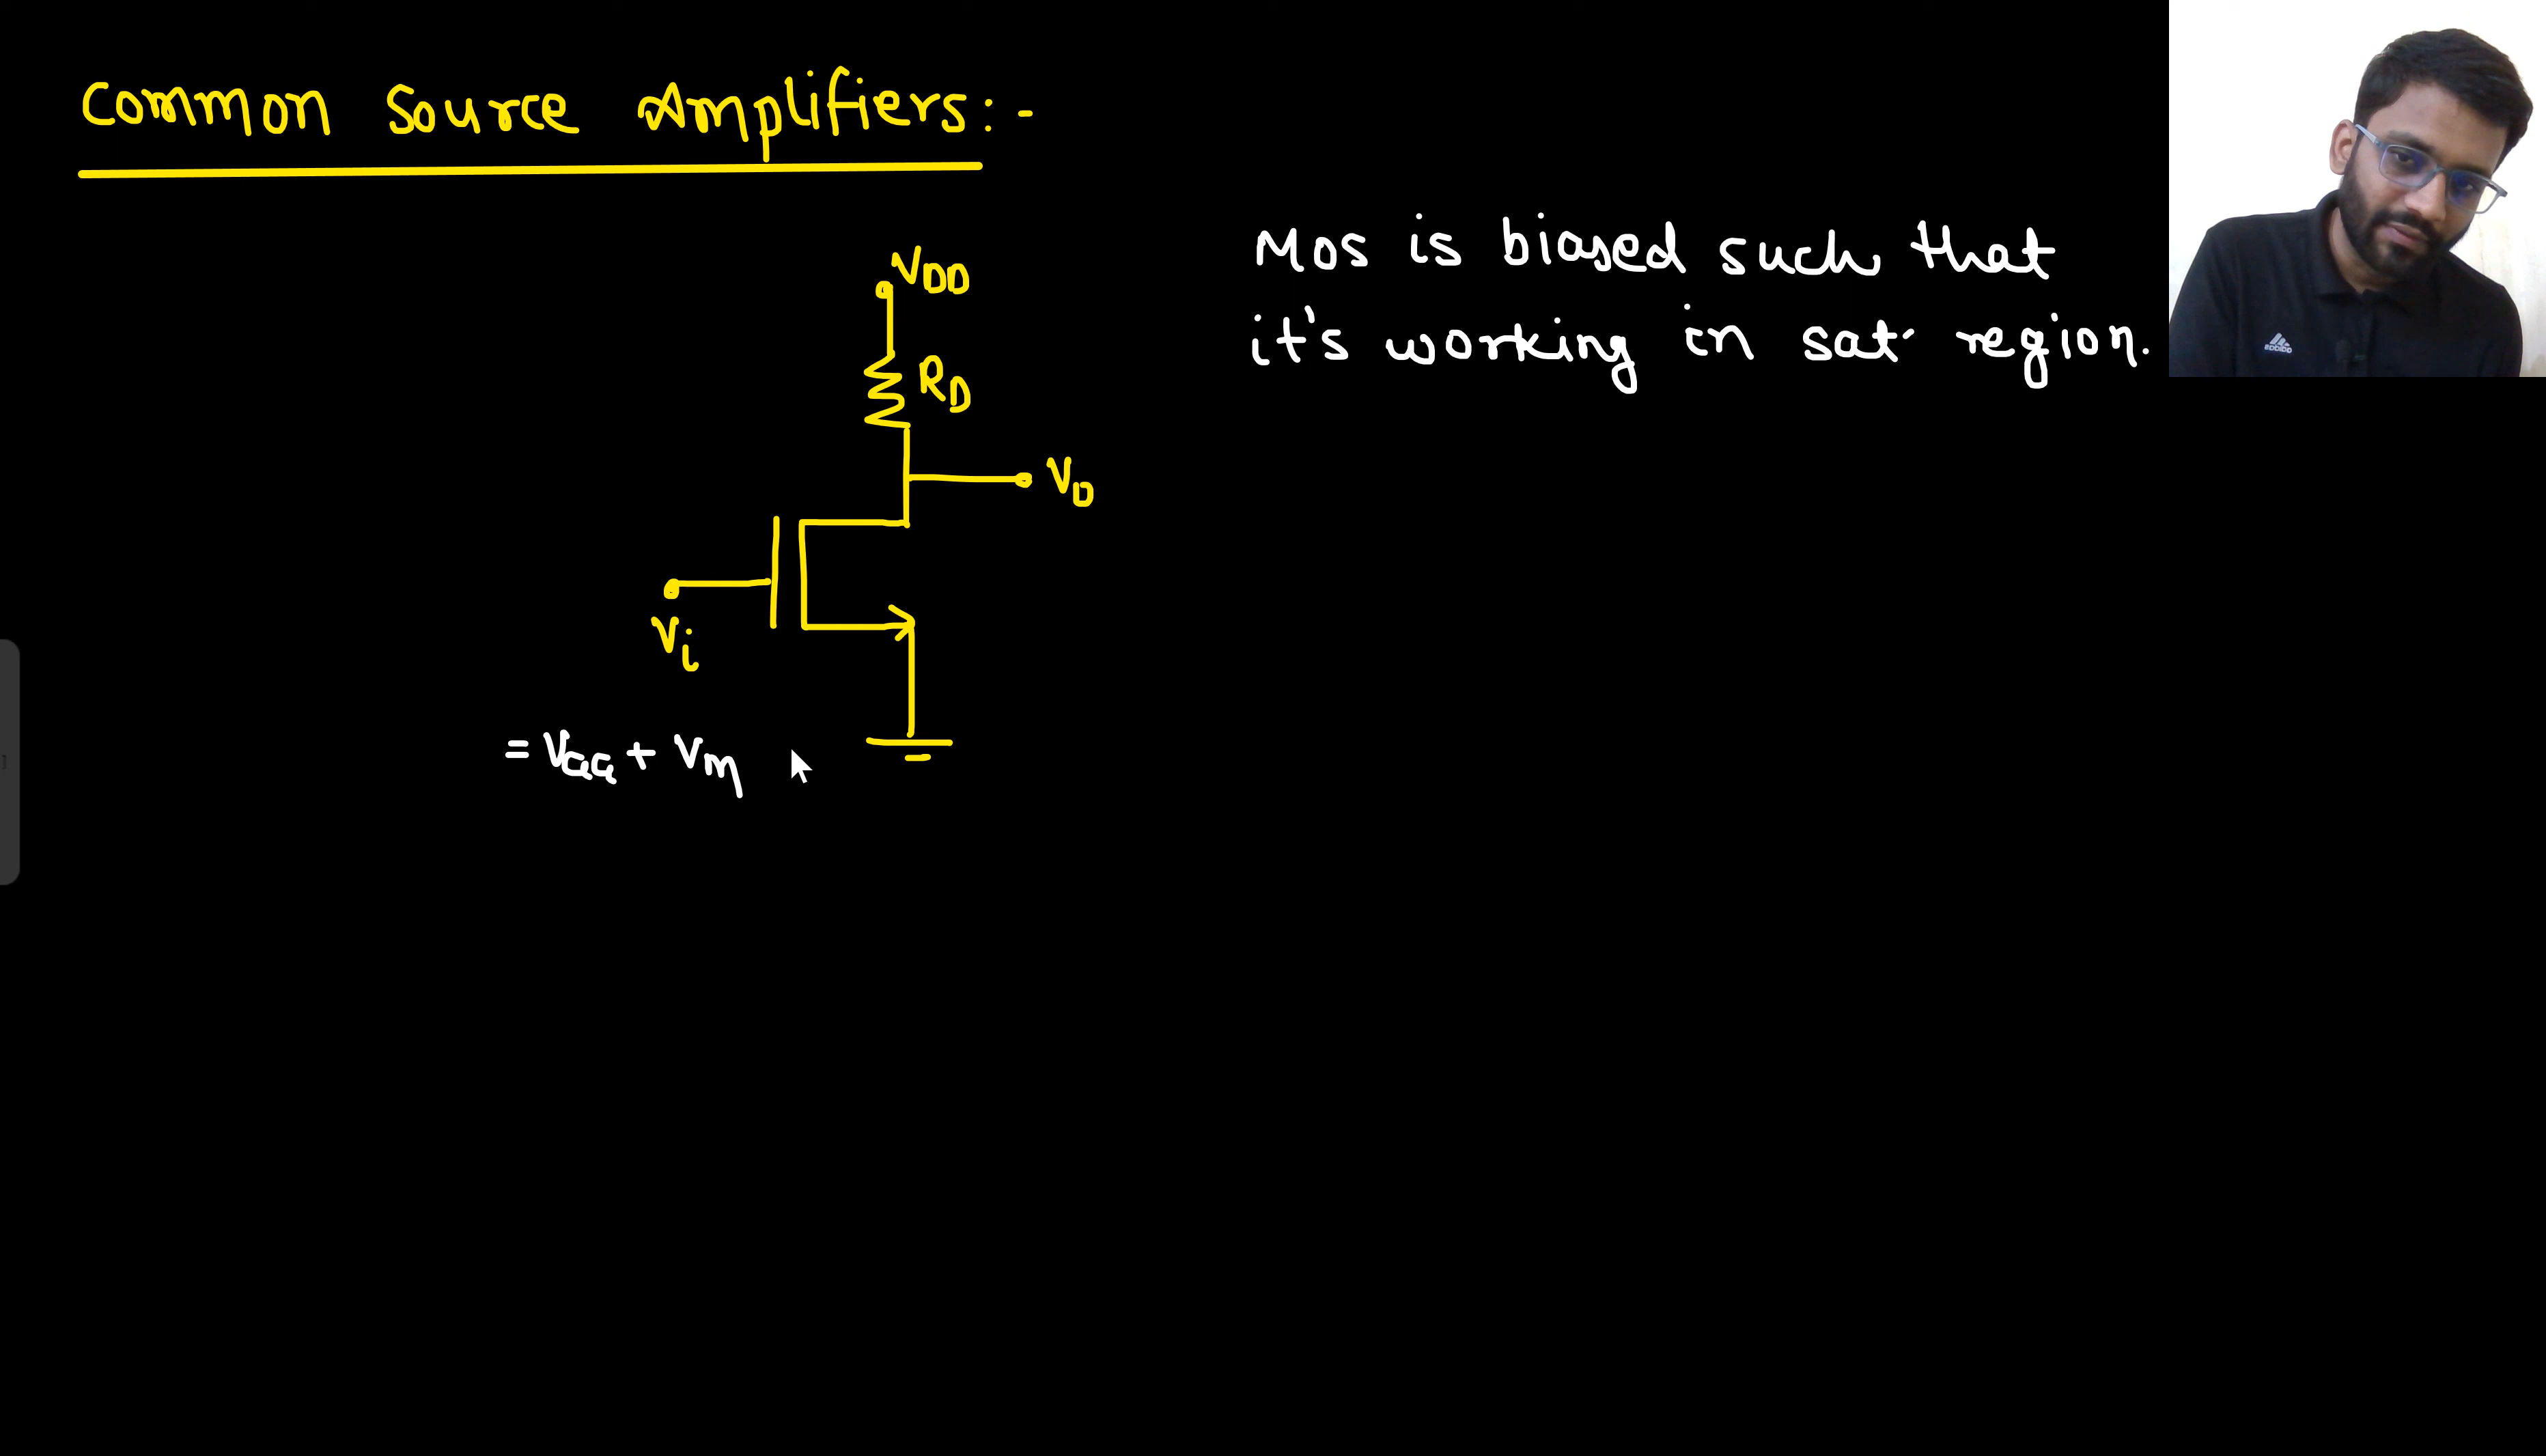 Common Source Amplifiers:-
VDD
RD
Vo
Vi
= VGG + Vm
Mos is biased such that
it's working in sat. region.